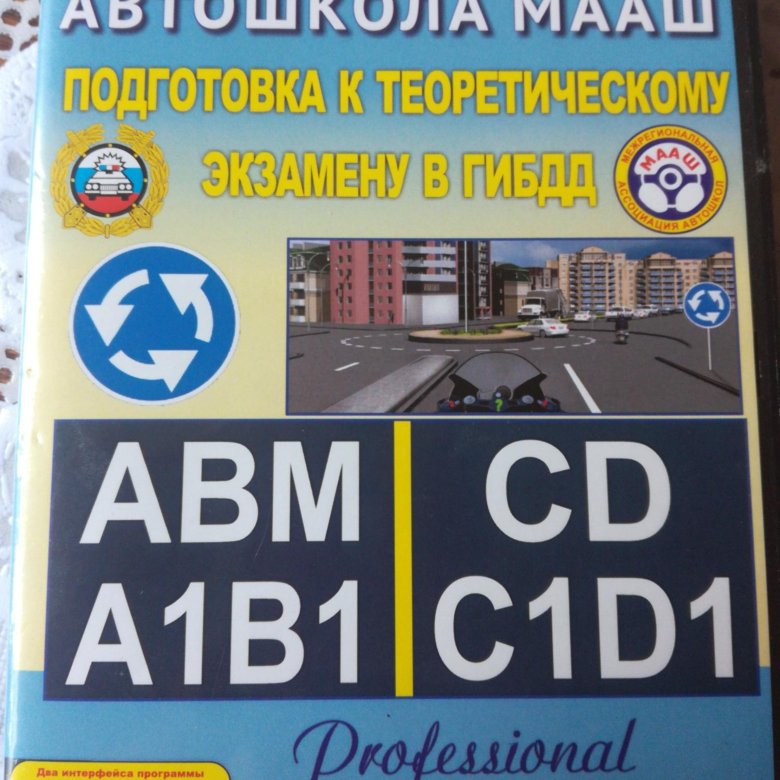 АВТОШКОЛА МААШ
ПОДГОТОВКА К ТЕОРЕТИЧЕСКОМУ
ЭКЗАМЕНУ В ГИБДД
МЕЖРЕГИОНАЛЬНАЯ
МААШ
АССОЦИАЦИЯ АВТОШКОЛ
ABM CD
A1B1 C1D1
Professional
Два интерфейса программы